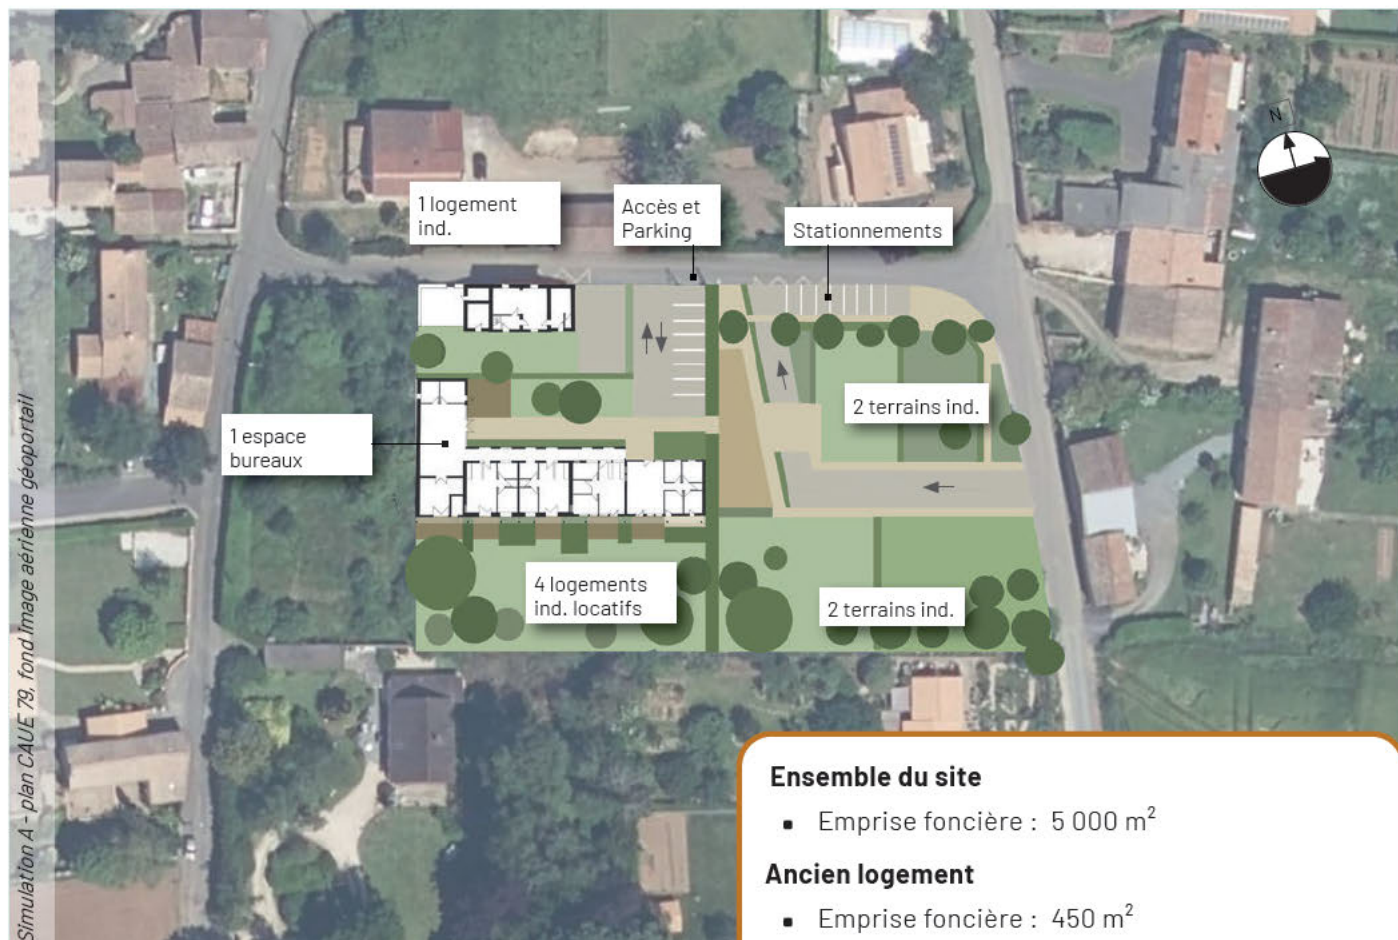 N
1 logement
ind.
Accès et
Parking
Stationnements
2 terrains ind.
1 espace
bureaux
4 logements
ind. locatifs
2 terrains ind.
Simulation A - plan CAUE 79, fond image aérienne géoportail
Ensemble du site
▪ Emprise foncière : 5 000 m²
Ancien logement
▪ Emprise foncière : 450 m²